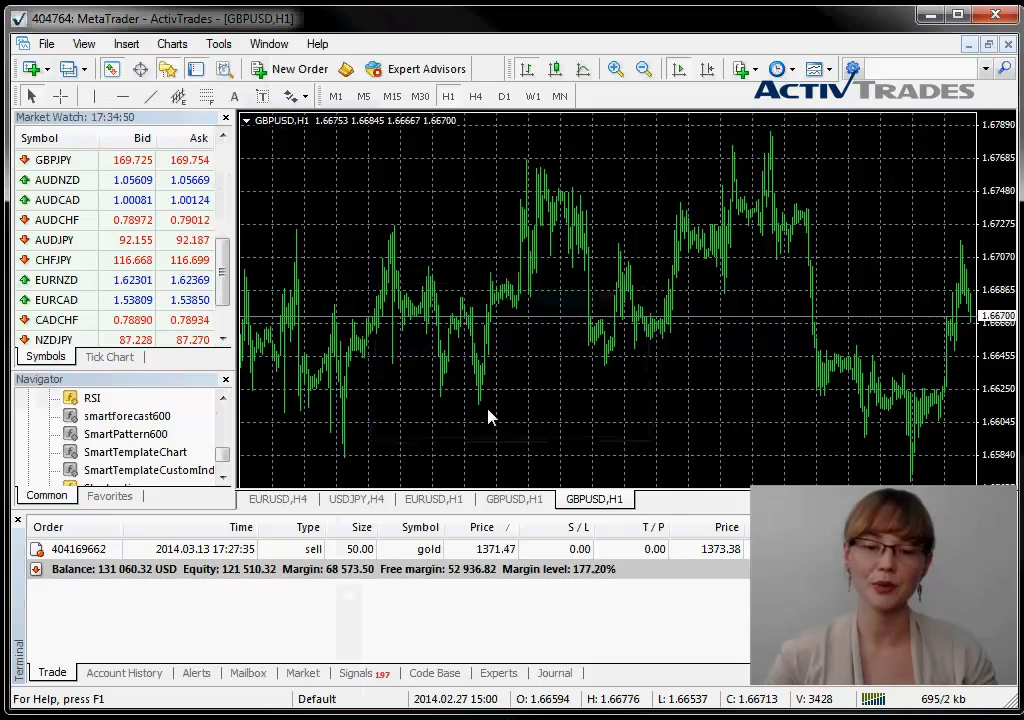 404764: MetaTrader - ActivTrades - [GBPUSD,H1]
File View Insert Charts Tools Window Help
New Order Expert Advisors
ACTIVTRADES
A T M1 M5 M15 M30 H1 H4 D1 W1 MN
Market Watch: 17:34:50
Symbol Bid Ask
GBPJPY 169.725 169.754
AUDNZD 1.05609 1.05669
AUDCAD 1.00081 1.00124
AUDCHF 0.78972 0.79012
AUDJPY 92.155 92.187
CHFJPY 116.668 116.699
EURNZD 1.62301 1.62369
EURCAD 1.53809 1.53850
CADCHF 0.78890 0.78934
NZDJPY 87.228 87.270
Symbols Tick Chart
Navigator
RSI
smartforecast600
SmartPattern600
SmartTemplateChart
SmartTemplateCustomInd
Common Favorites
GBPUSD,H1 1.66753 1.66845 1.66667 1.66700
1.67890
1.67685
1.67480
1.67275
1.67070
1.66865
1.66700
1.66660
1.66455
1.66250
1.66045
1.65840
EURUSD,H4 USDJPY,H4 EURUSD,H1 GBPUSD,H1 GBPUSD,H1
Order Time Type Size Symbol Price / S / L T / P Price
404169662 2014.03.13 17:27:35 sell 50.00 gold 1371.47 0.00 0.00 1373.38
Balance: 131 060.32 USD Equity: 121 510.32 Margin: 68 573.50 Free margin: 52 936.82 Margin level: 177.20%
Terminal
Trade Account History Alerts Mailbox Market Signals 197 Code Base Experts Journal
For Help, press F1 Default 2014.02.27 15:00 O: 1.66594 H: 1.66776 L: 1.66537 C: 1.66713 V: 3428 695/2 kb